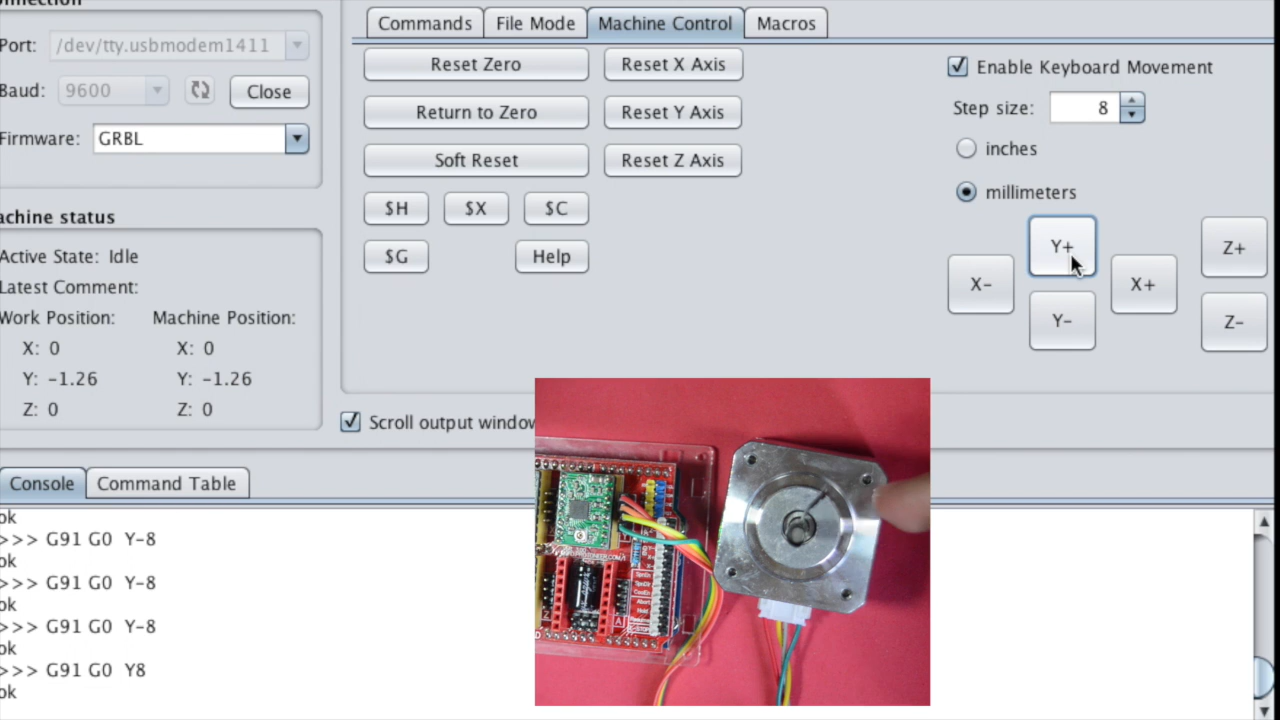 onnection
Commands File Mode Machine Control Macros
Port: /dev/tty.usbmodem1411
Baud: 9600 Close
Firmware: GRBL
Reset Zero Reset X Axis
Return to Zero Reset Y Axis
Soft Reset Reset Z Axis
$H $X $C
$G Help
Enable Keyboard Movement
Step size: 8
inches
millimeters
Y+
X- X+
Y-
Z+
Z-
achine status
Active State: Idle
Latest Comment:
Work Position: Machine Position:
X: 0 X: 0
Y: -1.26 Y: -1.26
Z: 0 Z: 0
Scroll output window
Console Command Table
ok
>>> G91 G0 Y-8
ok
>>> G91 G0 Y-8
ok
>>> G91 G0 Y-8
ok
>>> G91 G0 Y8
ok